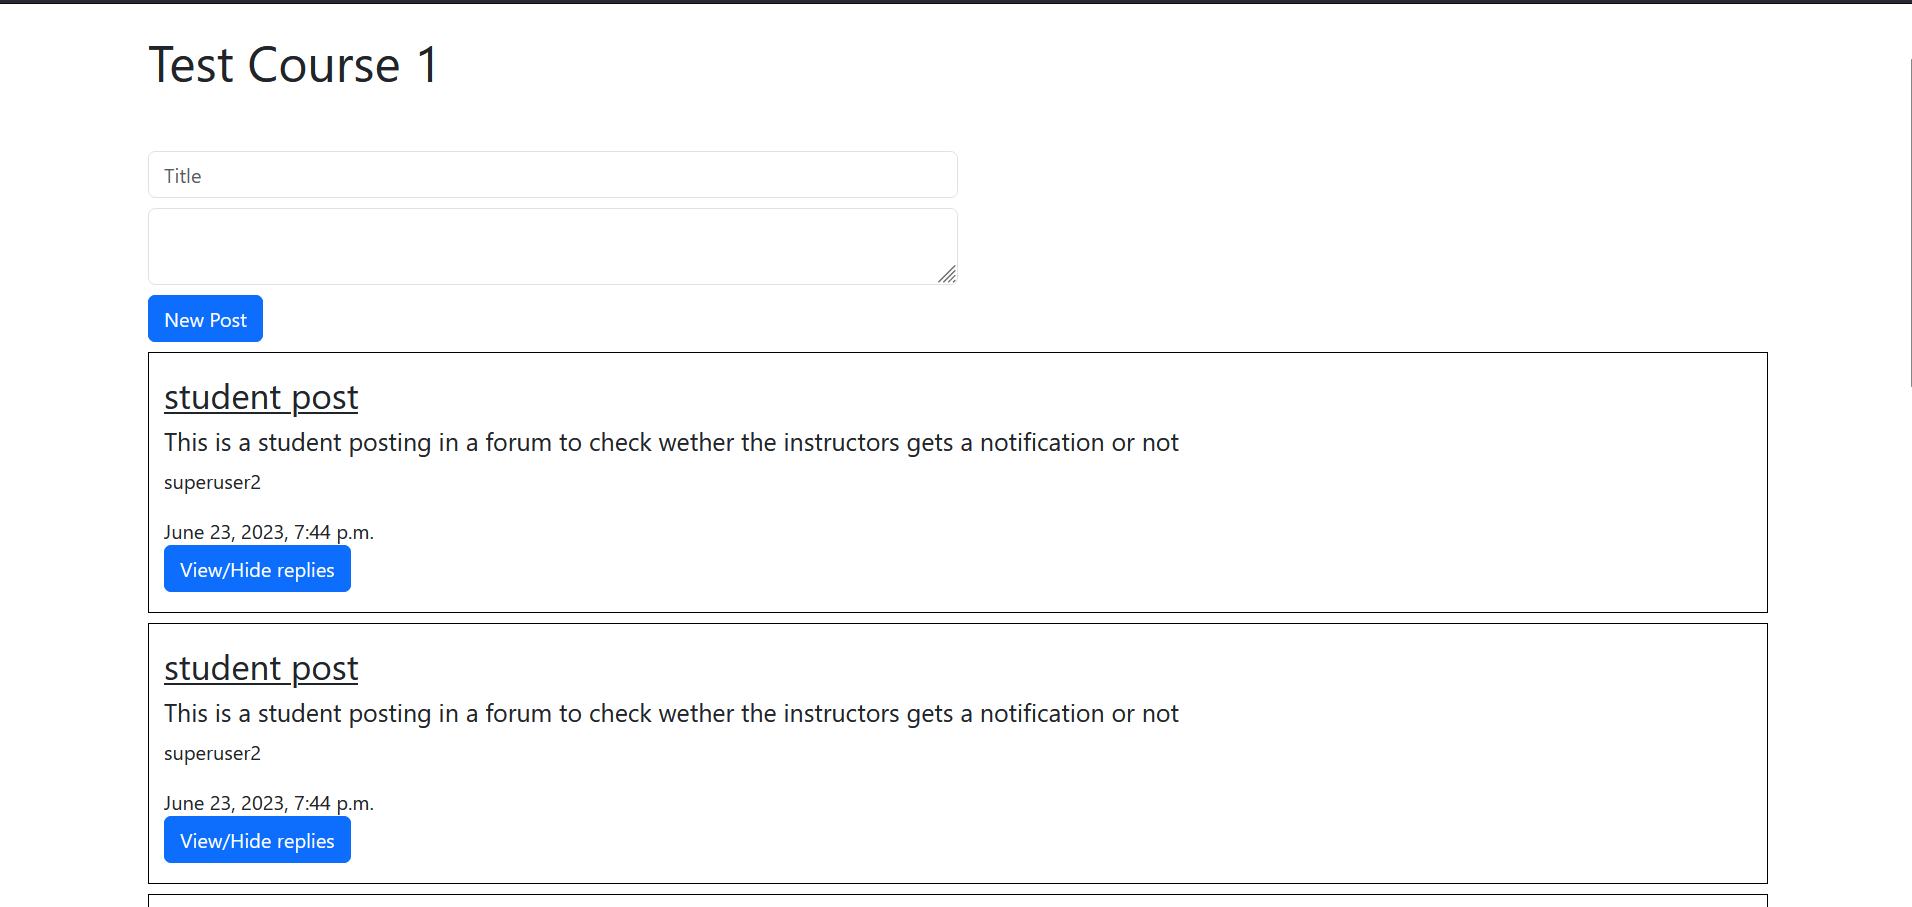 Test Course 1
Title
New Post
student post
This is a student posting in a forum to check wether the instructors gets a notification or not
superuser2
June 23, 2023, 7:44 p.m.
View/Hide replies
student post
This is a student posting in a forum to check wether the instructors gets a notification or not
superuser2
June 23, 2023, 7:44 p.m.
View/Hide replies